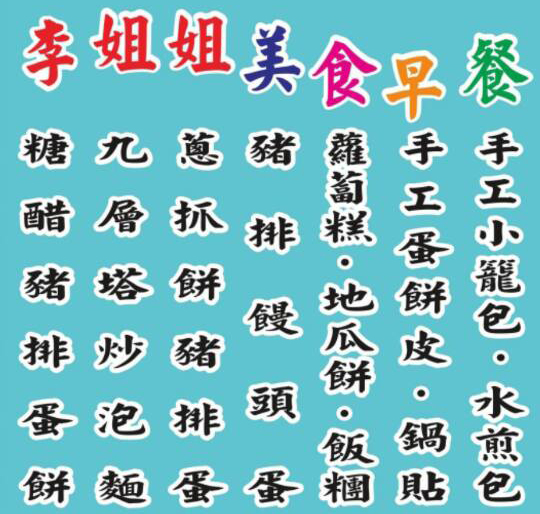 李姐姐美食早餐
手工小籠包·水煎包
手工蛋餅皮·鍋貼
蘿蔔糕·地瓜餅·飯糰
豬排饅頭蛋
蔥抓餅豬排蛋
九層塔炒泡麵
糖醋豬排蛋餅